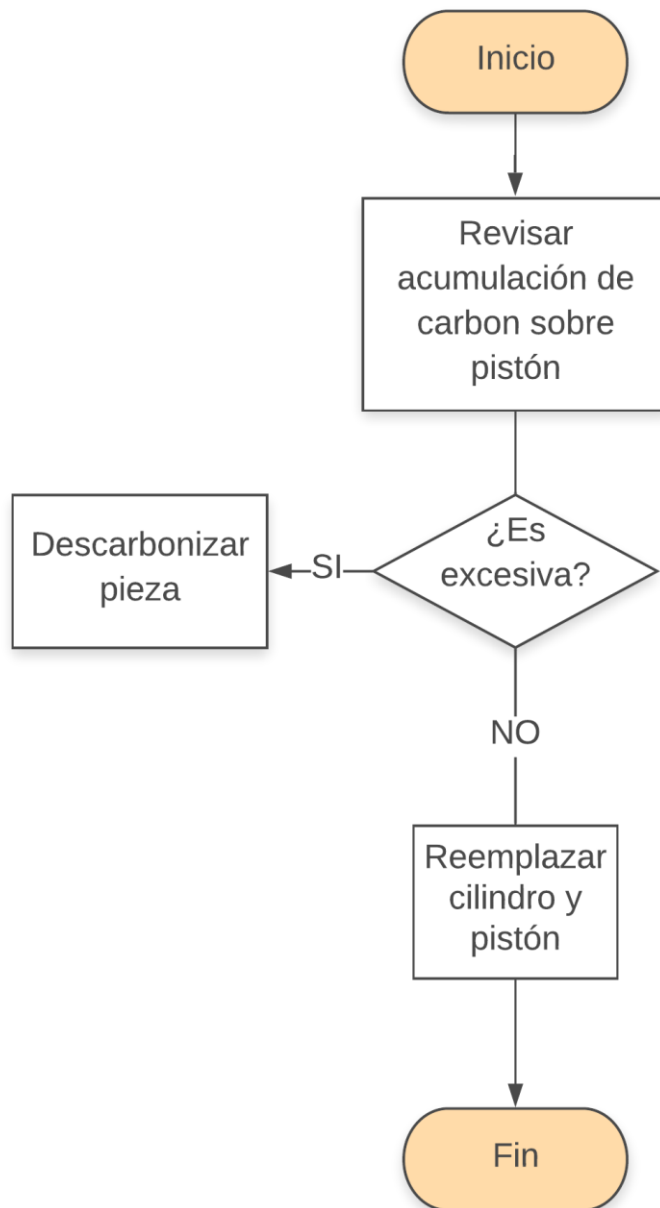 Inicio
Revisar
acumulación de
carbon sobre
pistón
¿Es
excesiva?
SI
Descarbonizar
pieza
NO
Reemplazar
cilindro y
pistón
Fin